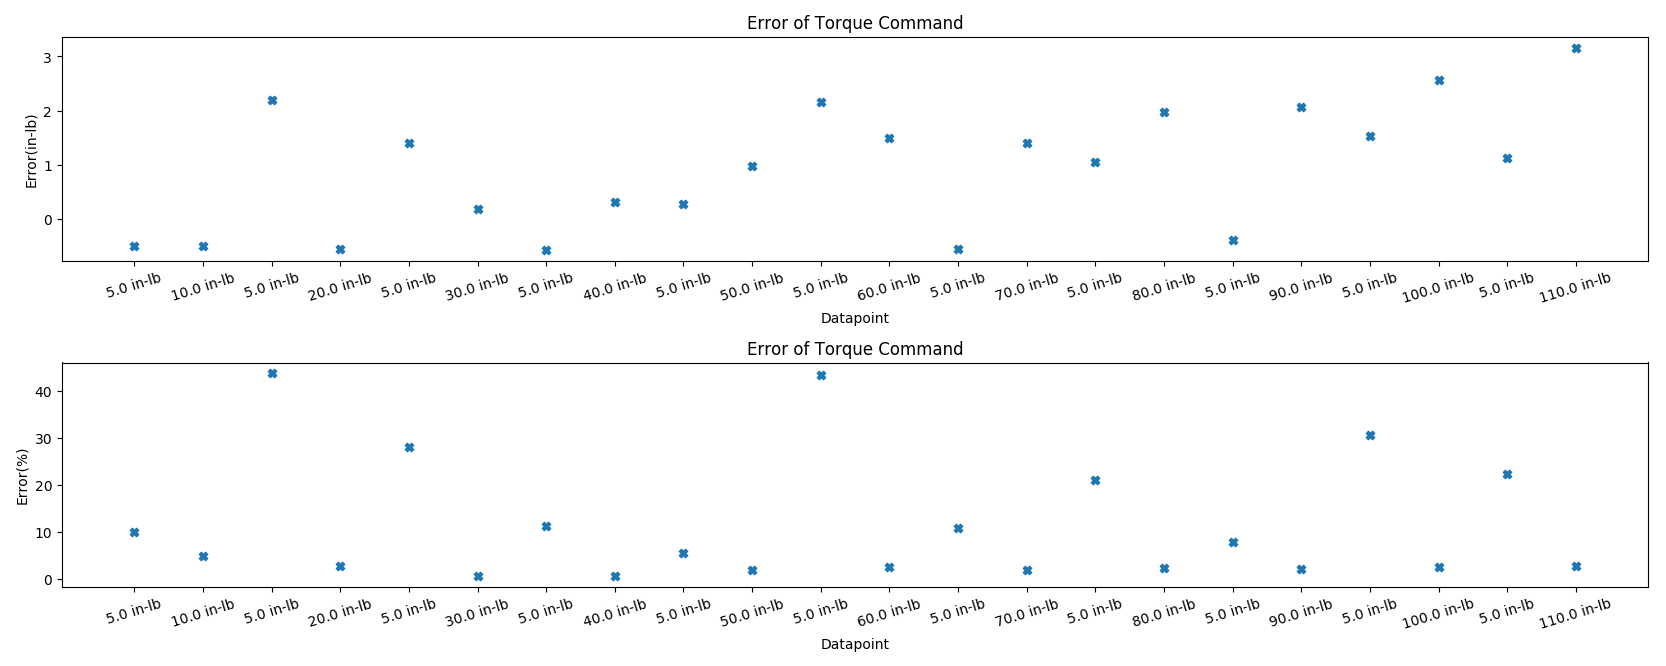 Error of Torque Command
3
2
1
0
Error(in-lb)
5.0 in-lb 10.0 in-lb 5.0 in-lb 20.0 in-lb 5.0 in-lb 30.0 in-lb 5.0 in-lb 40.0 in-lb 5.0 in-lb 50.0 in-lb 5.0 in-lb 60.0 in-lb 5.0 in-lb 70.0 in-lb 5.0 in-lb 80.0 in-lb 5.0 in-lb 90.0 in-lb 5.0 in-lb 100.0 in-lb 5.0 in-lb 110.0 in-lb
Datapoint
Error of Torque Command
40
30
20
10
0
Error(%)
5.0 in-lb 10.0 in-lb 5.0 in-lb 20.0 in-lb 5.0 in-lb 30.0 in-lb 5.0 in-lb 40.0 in-lb 5.0 in-lb 50.0 in-lb 5.0 in-lb 60.0 in-lb 5.0 in-lb 70.0 in-lb 5.0 in-lb 80.0 in-lb 5.0 in-lb 90.0 in-lb 5.0 in-lb 100.0 in-lb 5.0 in-lb 110.0 in-lb
Datapoint